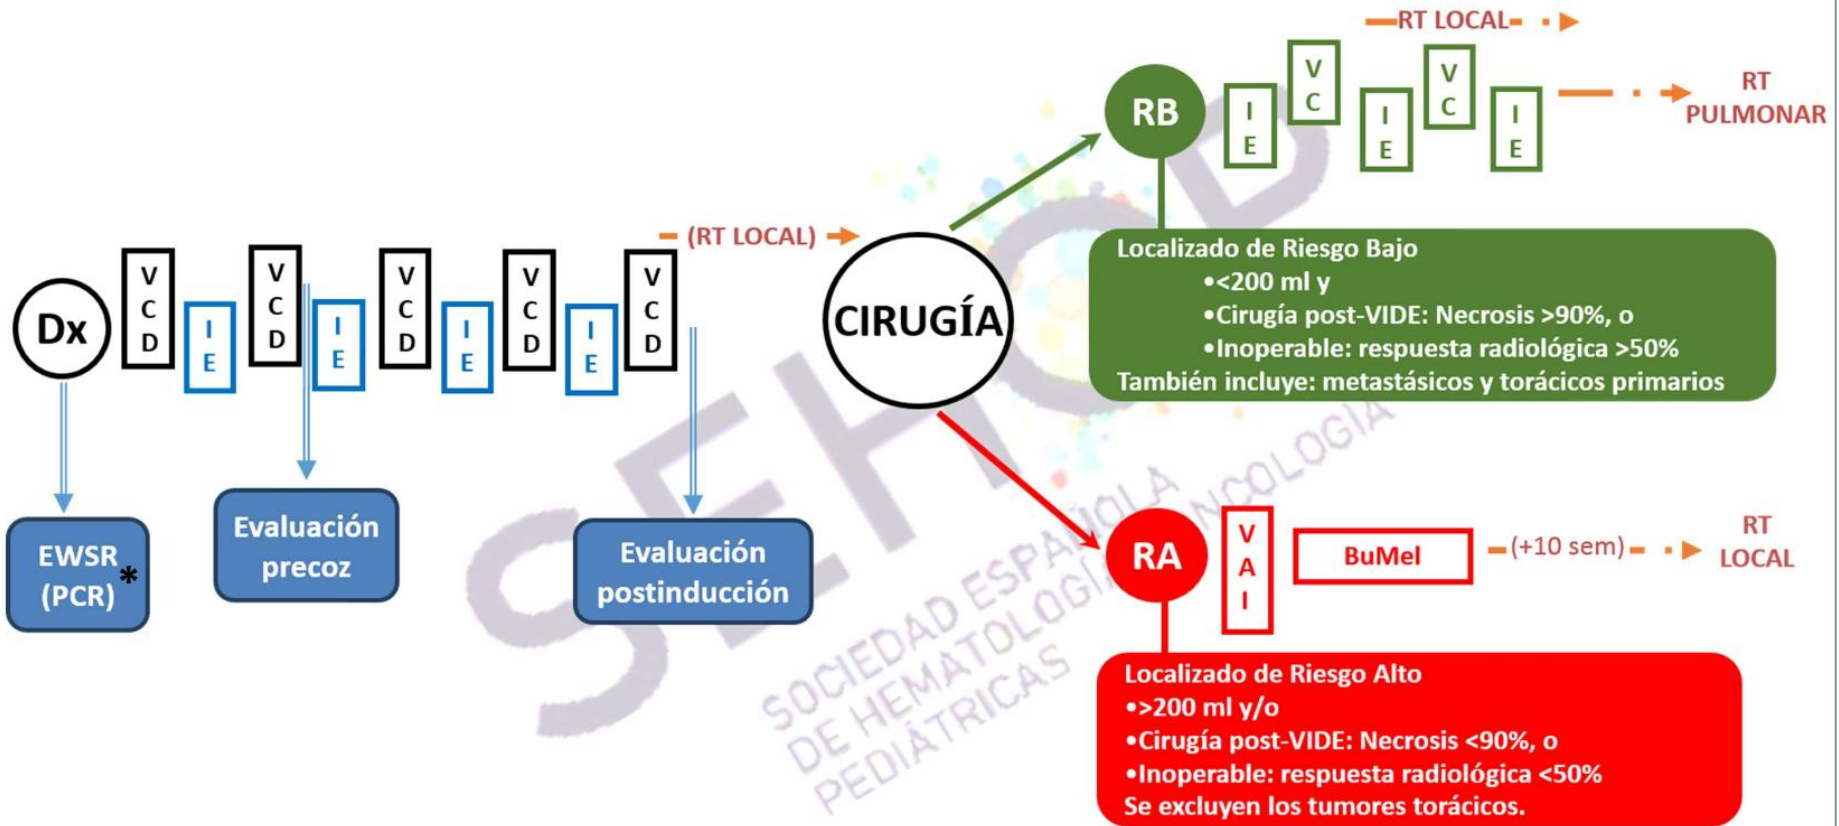 RT LOCAL
RT
PULMONAR
RB
I
E
V
C
I
E
V
C
I
E
Localizado de Riesgo Bajo
•<200 ml y
•Cirugía post-VIDE: Necrosis >90%, o
•Inoperable: respuesta radiológica >50%
También incluye: metastásicos y torácicos primarios
Dx
V
C
D
I
E
V
C
D
I
E
V
C
D
I
E
V
C
D
I
E
V
C
D
(RT LOCAL)
CIRUGÍA
EWSR
(PCR) *
Evaluación
precoz
Evaluación
postinducción
RA
V
A
I
BuMel
(+10 sem)
RT
LOCAL
Localizado de Riesgo Alto
•>200 ml y/o
•Cirugía post-VIDE: Necrosis <90%, o
•Inoperable: respuesta radiológica <50%
Se excluyen los tumores torácicos.
SEHOP
SOCIEDAD ESPAÑOLA
DE HEMATOLOGÍA Y ONCOLOGÍA
PEDIÁTRICAS